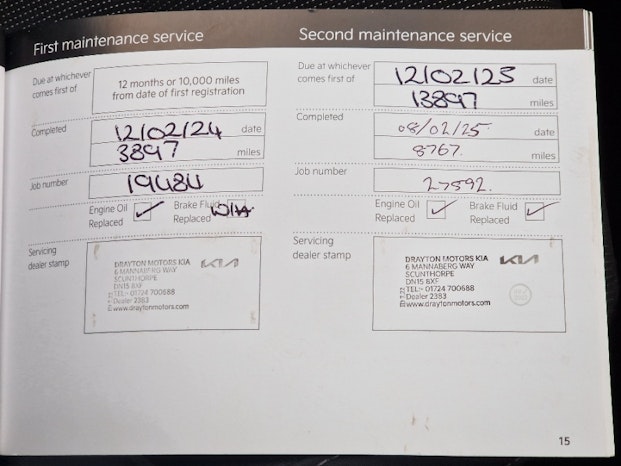 First maintenance service
Due at whichever comes first of
12 months or 10,000 miles
from date of first registration
Completed
12/02/24 date
3897 miles
Job number
19484
Engine Oil Replaced
Brake Fluid Replaced N/A
Servicing dealer stamp
DRAYTON MOTORS KIA
6 MANNABERG WAY
SCUNTHORPE
DN15 8XF
TEL:- 01724 700688
Dealer 2383
www.draytonmotors.com
KIA
Second maintenance service
Due at whichever comes first of
12/02/25 date
13897 miles
Completed
08/02/25 date
8767 miles
Job number
27592
Engine Oil Replaced
Brake Fluid Replaced
Servicing dealer stamp
DRAYTON MOTORS KIA
6 MANNABERG WAY
SCUNTHORPE
DN15 8XF
TEL:- 01724 700688
Dealer 2383
www.draytonmotors.com
KIA
15